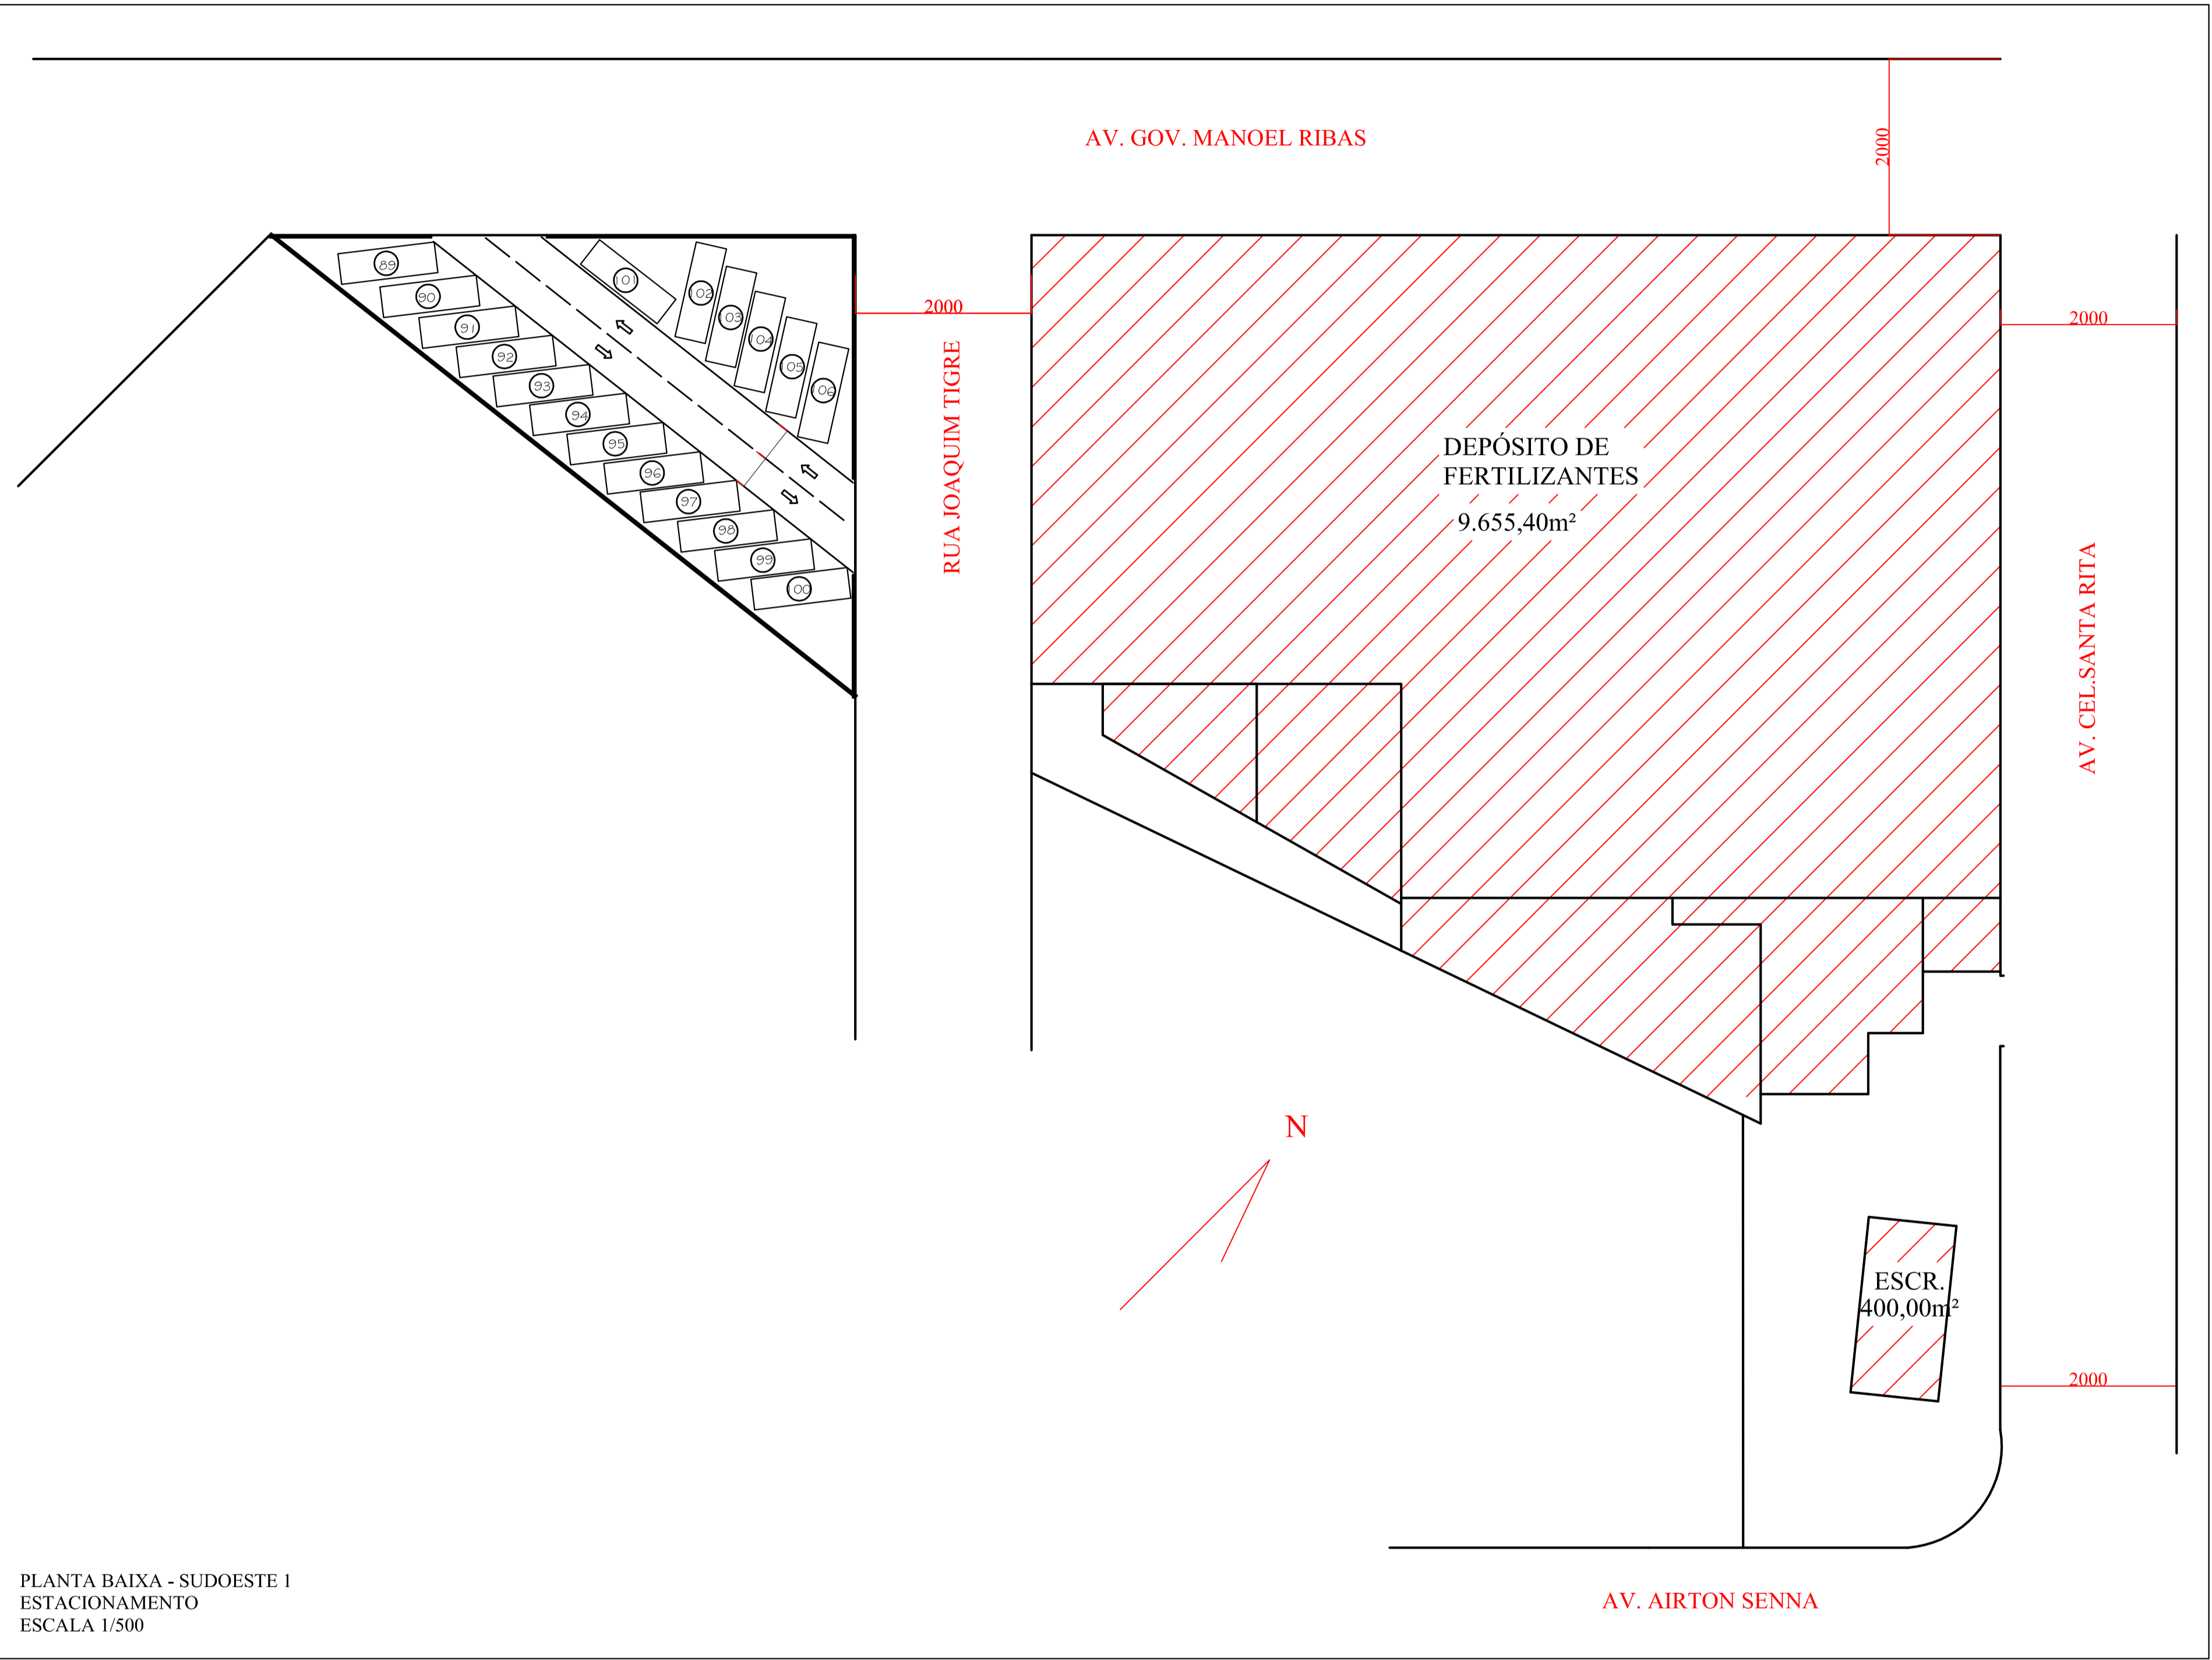 AV. GOV. MANOEL RIBAS
2000
89
90
91
92
93
94
95
96
97
98
99
100
101
102
103
104
105
106
2000
RUA JOAQUIM TIGRE
DEPÓSITO DE
FERTILIZANTES
9.655,40m²
2000
AV. CEL.SANTA RITA
N
ESCR.
400,00m²
2000
AV. AIRTON SENNA
PLANTA BAIXA - SUDOESTE 1
ESTACIONAMENTO
ESCALA 1/500